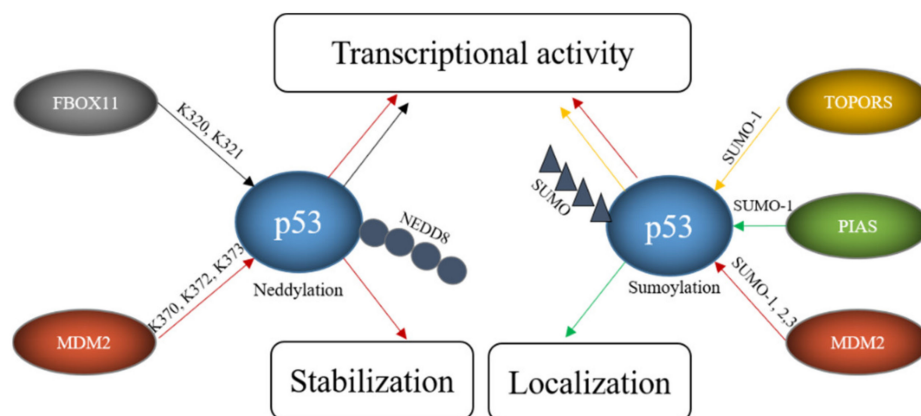 Transcriptional activity
FBOX11
TOPORS
K320, K321
SUMO-1
SUMO
SUMO-1
p53
NEDD8
p53
PIAS
Neddylation
Sumoylation
K370, K372, K373
SUMO-1, 2,3
MDM2
MDM2
Stabilization
Localization